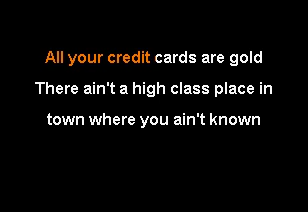 All your credit cards are gold
There ain't a high class place in
town where you ain't known